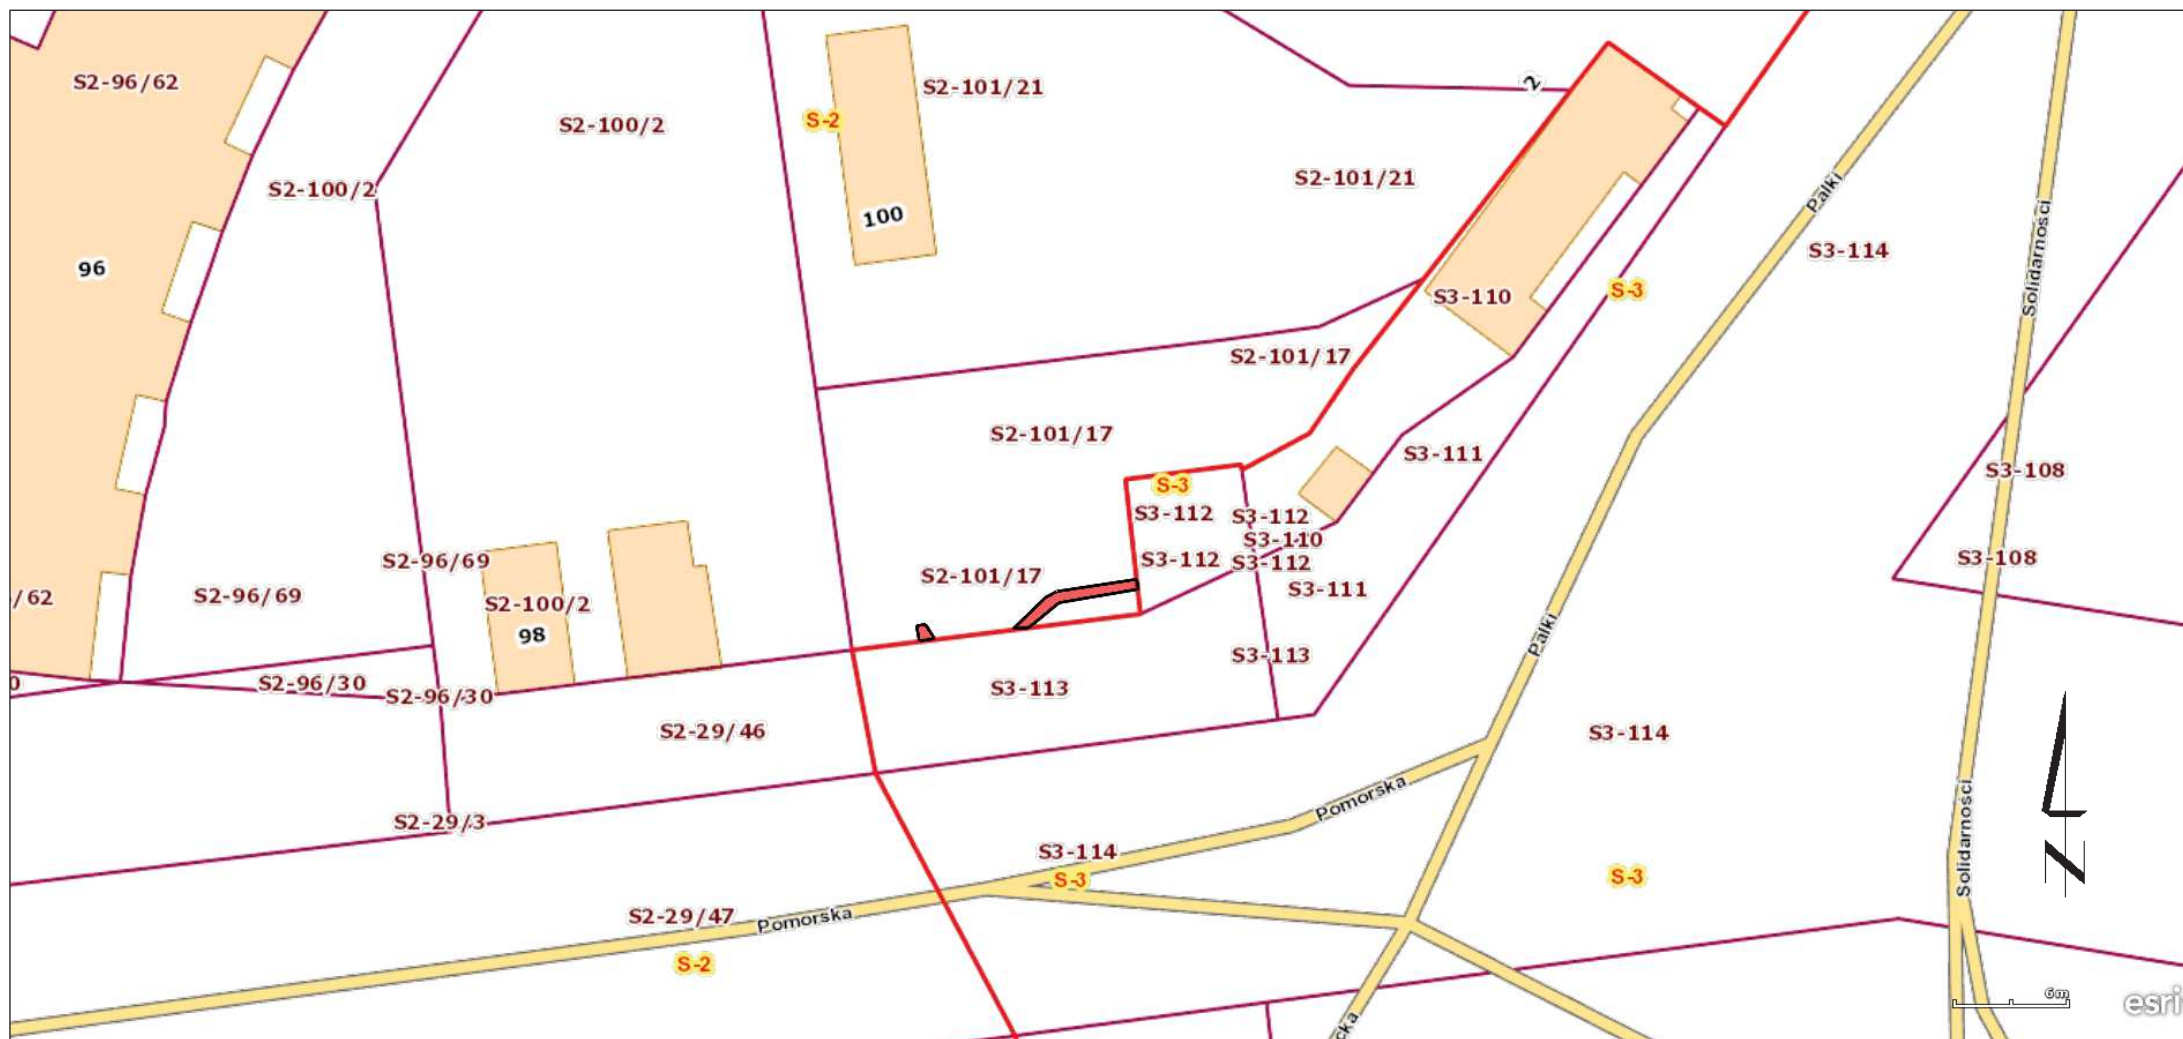 S2-96/62
S2-101/21
2
S-2
S2-100/2
S2-101/21
S2-100/2
Palki
100
Solidarności
S3-114
96
S-3
S3-110
S2-101/17
S2-101/17
S3-111
S3-108
S-3
S3-112
S3-112
S3-110
S2-96/69
S3-112
S3-112
S3-108
S2-101/17
S3-111
/62
S2-96/69
S2-100/2
98
Palki
S3-113
0
S2-96/30
S2-96/30
S3-113
S2-29/46
S3-114
Pomorska
S2-29/3
Solidarności
S3-114
S-3
S-3
N
S2-29/47
Pomorska
S-2
6m
esri
cka